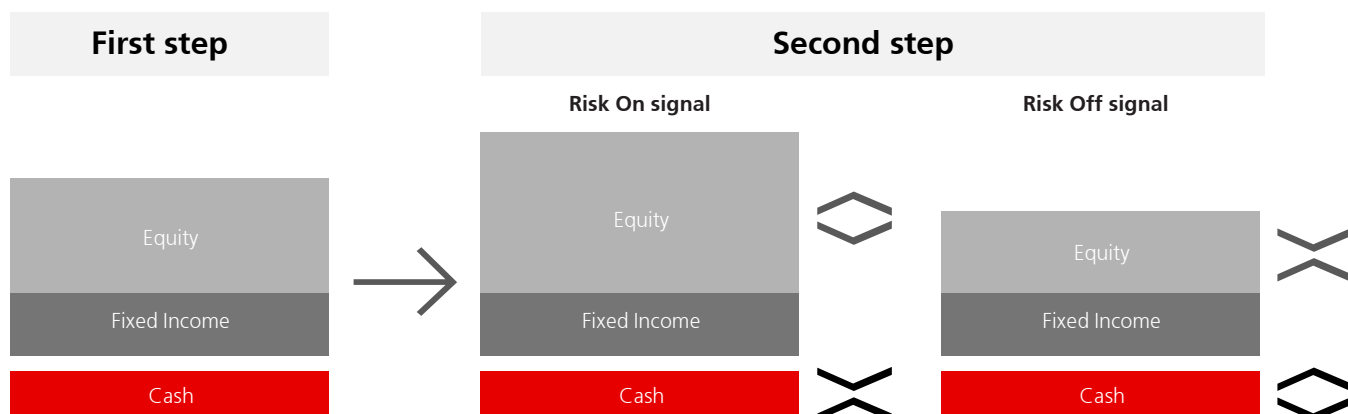 First step
Second step
Risk On signal
Risk Off signal
Equity
Equity
Equity
Fixed Income
Fixed Income
Fixed Income
Cash
Cash
Cash